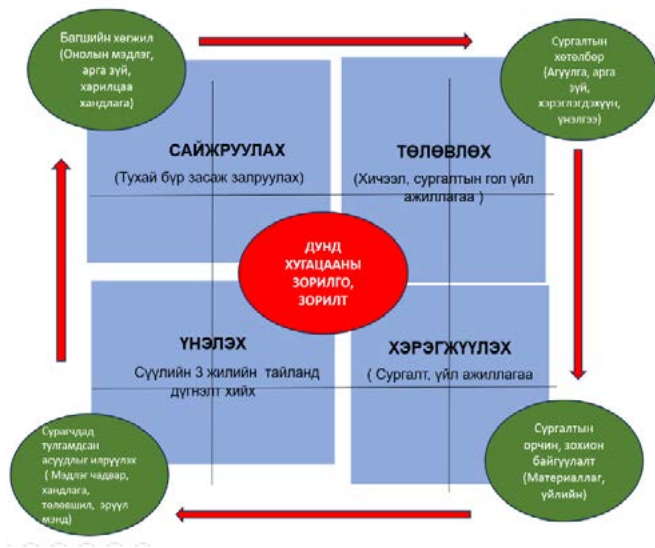 Багшийн хөгжил
(Онолын мэдлэг,
арга зүй,
харилцаа
хандлага)
Сургалтын
хөтөлбөр
(Агуулга, арга
зүй,
хэрэглэгдэхүүн,
үнэлгээ)
САЙЖРУУЛАХ
(Тухай бүр засаж залруулах)
ТӨЛӨВЛӨХ
(Хичээл, сургалтын гол үйл
ажиллагаа )
ДУНД
ХУГАЦААНЫ
ЗОРИЛГО,
ЗОРИЛТ
ҮНЭЛЭХ
Сүүлийн 3 жилийн тайланд
дүгнэлт хийх
ХЭРЭГЖҮҮЛЭХ
( Сургалт, үйл ажиллагаа
Сурагчдад
тулгамдсан
асуудлыг илрүүлэх
( Мэдлэг чадвар,
хандлага,
төлөвшил, эрүүл
мэнд)
Сургалтын
орчин, зохион
байгуулалт
(Материаллаг,
үйлийн)